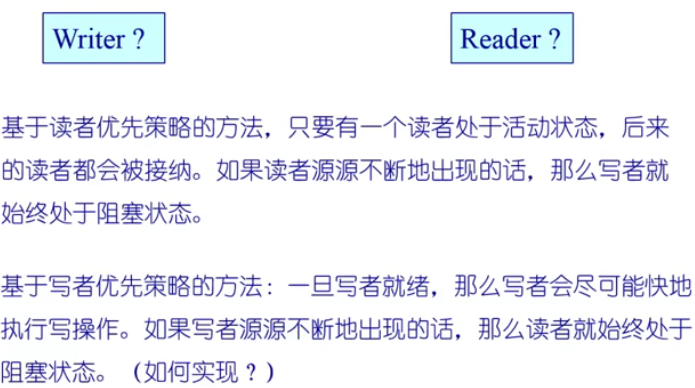 Writer ?
Reader ?
基于读者优先策略的方法，只要有一个读者处于活动状态，后来
的读者都会被接纳。如果读者源源不断地出现的话，那么写者就
始终处于阻塞状态。
基于写者优先策略的方法：一旦写者就绪，那么写者会尽可能快地
执行写操作。如果写者源源不断地出现的话，那么读者就始终处于
阻塞状态。（如何实现？）